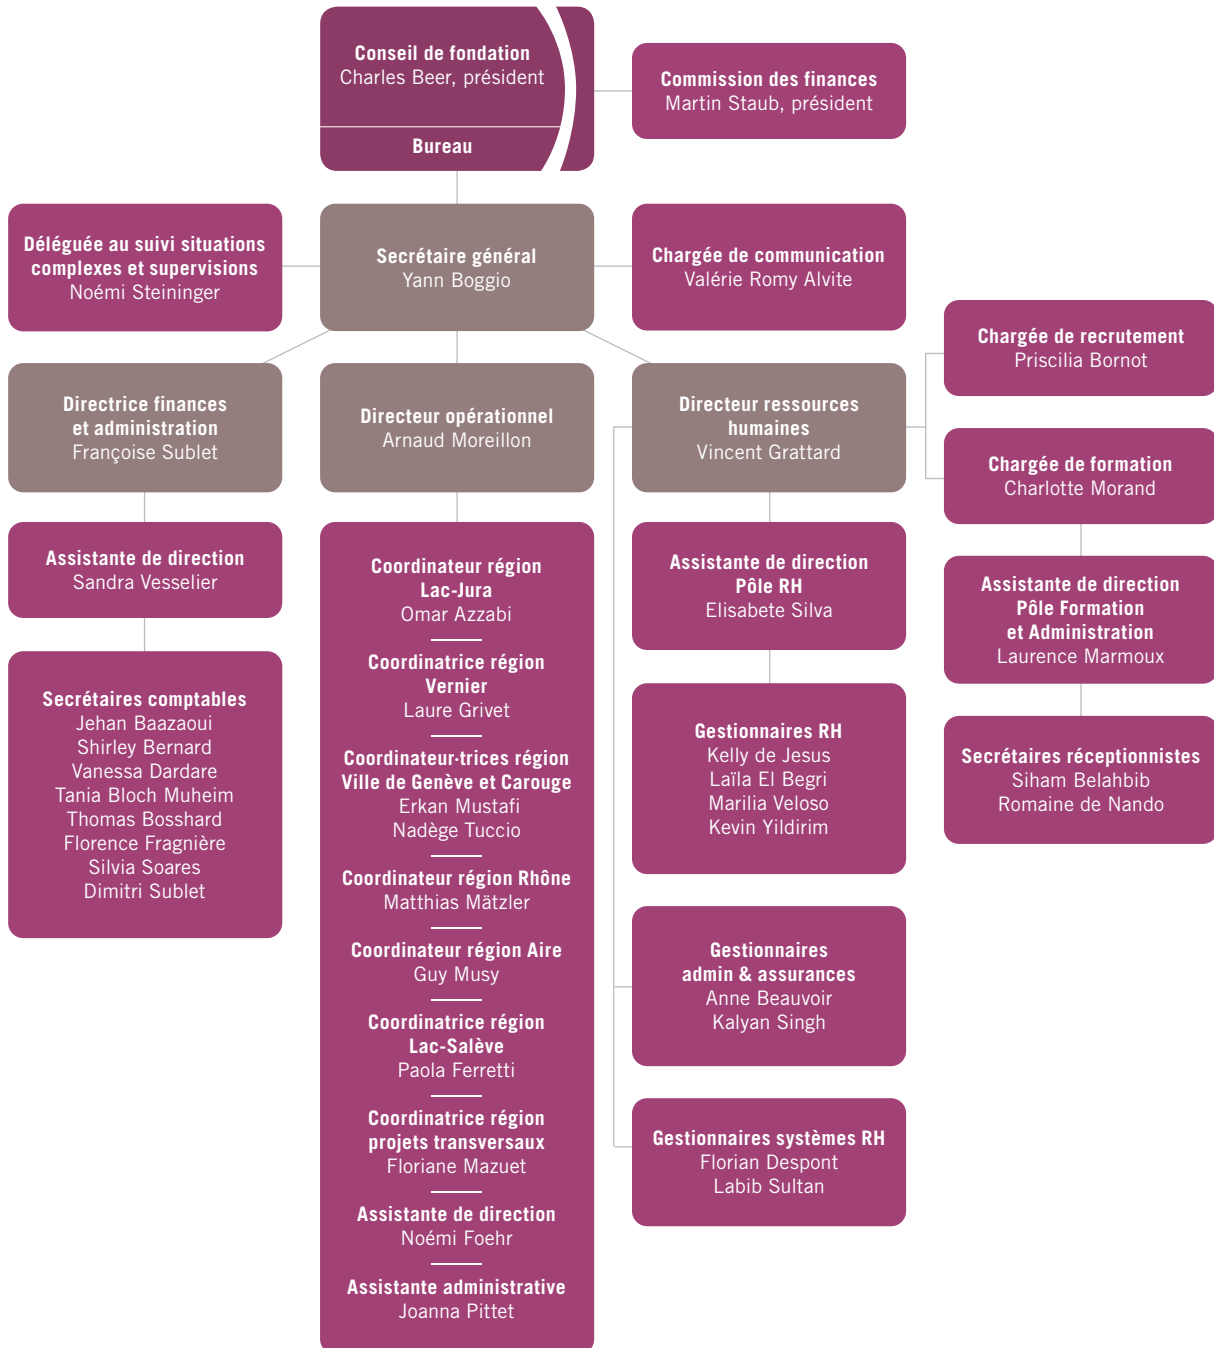 Conseil de fondation
Charles Beer, président
Bureau
Commission des finances
Martin Staub, président
Déléguée au suivi situations
complexes et supervisions
Noémi Steininger
Secrétaire général
Yann Boggio
Chargée de communication
Valérie Romy Alvite
Directrice finances
et administration
Françoise Sublet
Directeur opérationnel
Arnaud Moreillon
Directeur ressources
humaines
Vincent Grattard
Chargée de recrutement
Priscilia Bornot
Chargée de formation
Charlotte Morand
Assistante de direction
Pôle Formation
et Administration
Laurence Marmoux
Secrétaires réceptionnistes
Siham Belahbib
Romaine de Nando
Assistante de direction
Sandra Vesselier
Secrétaires comptables
Jehan Baazaoui
Shirley Bernard
Vanessa Dardare
Tania Bloch Muheim
Thomas Bosshard
Florence Fragnière
Silvia Soares
Dimitri Sublet
Coordinateur région
Lac-Jura
Omar Azzabi
Coordinatrice région
Vernier
Laure Grivet
Coordinateur·trices région
Ville de Genève et Carouge
Erkan Mustafi
Nadège Tuccio
Coordinateur région Rhône
Matthias Mätzler
Coordinateur région Aire
Guy Musy
Coordinatrice région
Lac-Salève
Paola Ferretti
Coordinatrice région
projets transversaux
Floriane Mazuet
Assistante de direction
Noémi Foehr
Assistante administrative
Joanna Pittet
Assistante de direction
Pôle RH
Elisabete Silva
Gestionnaires RH
Kelly de Jesus
Laïla El Begri
Marilia Veloso
Kevin Yildirim
Gestionnaires
admin & assurances
Anne Beauvoir
Kalyan Singh
Gestionnaires systèmes RH
Florian Despont
Labib Sultan